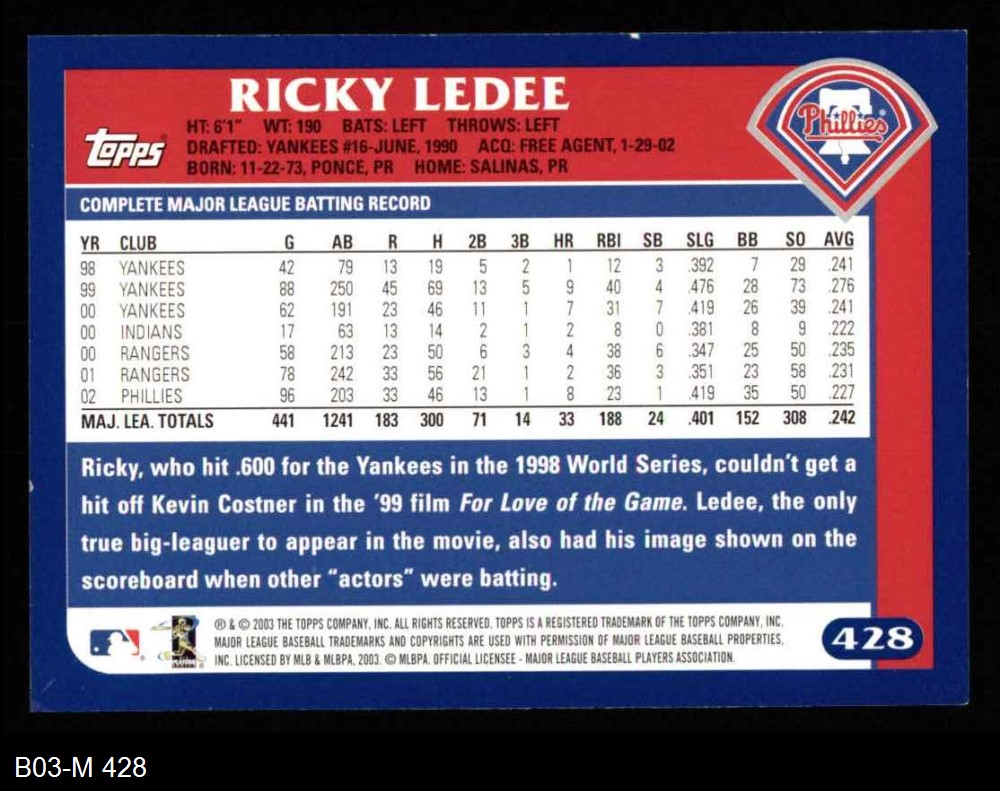 RICKY LEDEE
Phillies
Topps
HT: 6'1" WT: 190 BATS: LEFT THROWS: LEFT
DRAFTED: YANKEES #16-JUNE, 1990 ACQ: FREE AGENT, 1-29-02
BORN: 11-22-73, PONCE, PR HOME: SALINAS, PR
COMPLETE MAJOR LEAGUE BATTING RECORD
YR CLUB G AB R H 2B 3B HR RBI SB SLG BB SO AVG
98 YANKEES 42 79 13 19 5 2 1 12 3 .392 7 29 .241
99 YANKEES 88 250 45 69 13 5 9 40 4 .476 28 73 .276
00 YANKEES 62 191 23 46 11 1 7 31 7 .419 26 39 .241
00 INDIANS 17 63 13 14 2 1 2 8 0 .381 8 9 .222
00 RANGERS 58 213 23 50 6 3 4 38 6 .347 25 50 .235
01 RANGERS 78 242 33 56 21 1 2 36 3 .351 23 58 .231
02 PHILLIES 96 203 33 46 13 1 8 23 1 .419 35 50 .227
MAJ. LEA. TOTALS 441 1241 183 300 71 14 33 188 24 .401 152 308 .242
Ricky, who hit .600 for the Yankees in the 1998 World Series, couldn't get a
hit off Kevin Costner in the '99 film For Love of the Game. Ledee, the only
true big-leaguer to appear in the movie, also had his image shown on the
scoreboard when other "actors" were batting.
® & © 2003 THE TOPPS COMPANY, INC. ALL RIGHTS RESERVED. TOPPS IS A REGISTERED TRADEMARK OF THE TOPPS COMPANY, INC.
MAJOR LEAGUE BASEBALL TRADEMARKS AND COPYRIGHTS ARE USED WITH PERMISSION OF MAJOR LEAGUE BASEBALL PROPERTIES,
INC. LICENSED BY MLB & MLBPA, 2003. © MLBPA. OFFICIAL LICENSEE - MAJOR LEAGUE BASEBALL PLAYERS ASSOCIATION.
428
B03-M 428